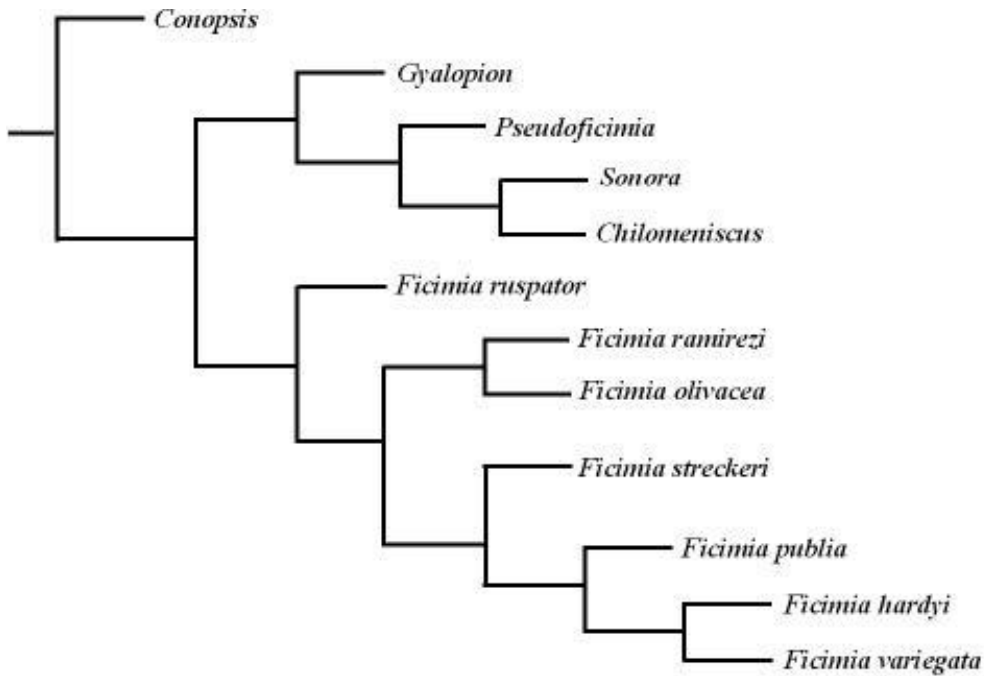 Conopsis
Gyalopion
Pseudoficimia
Sonora
Chilomeniscus
Ficimia ruspator
Ficimia ramirezi
Ficimia olivacea
Ficimia streckeri
Ficimia publia
Ficimia hardyi
Ficimia variegata